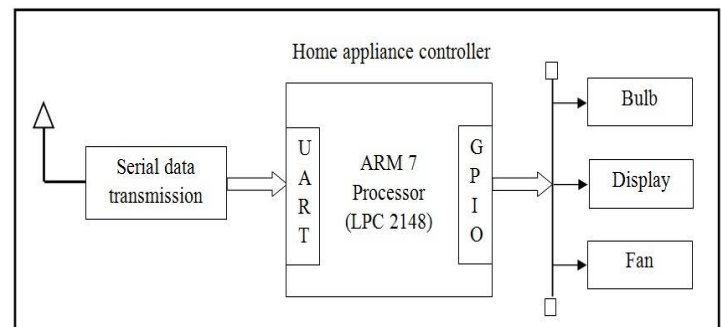 Home appliance controller
Serial data
transmission
U
A
R
T
ARM 7
Processor
(LPC 2148)
G
P
I
O
Bulb
Display
Fan